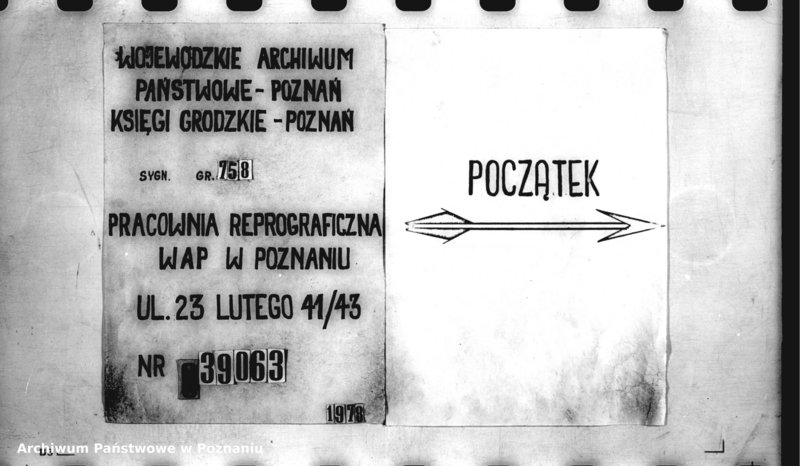 WOJEWÓDZKIE ARCHIWUM
PAŃSTWOWE - POZNAŃ
KSIĘGI GRODZKIE - POZNAŃ
SYGN. GR. 758
PRACOWNIA REPROGRAFICZNA
WAP W POZNANIU
UL. 23 LUTEGO 41/43
NR 39063
1978
POCZĄTEK
Archiwum Państwowe w Poznaniu